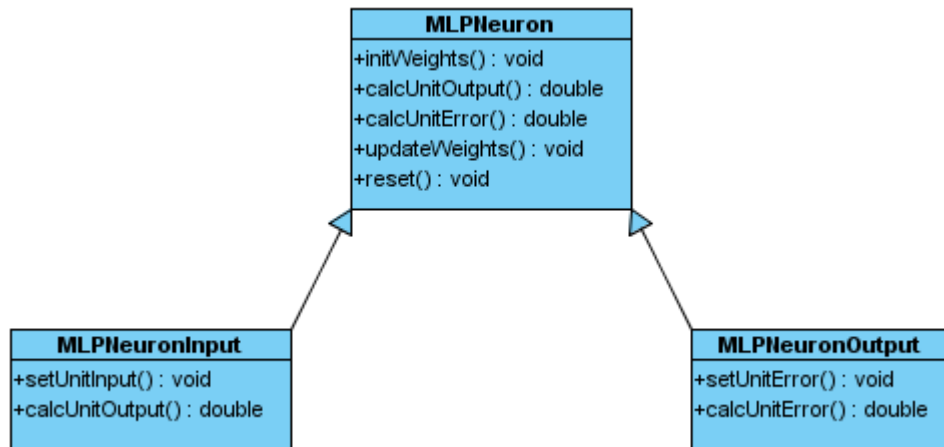 MLPNeuron
+initWeights() : void
+calcUnitOutput() : double
+calcUnitError() : double
+updateWeights() : void
+reset() : void
MLPNeuronInput
+setUnitInput() : void
+calcUnitOutput() : double
MLPNeuronOutput
+setUnitError() : void
+calcUnitError() : double